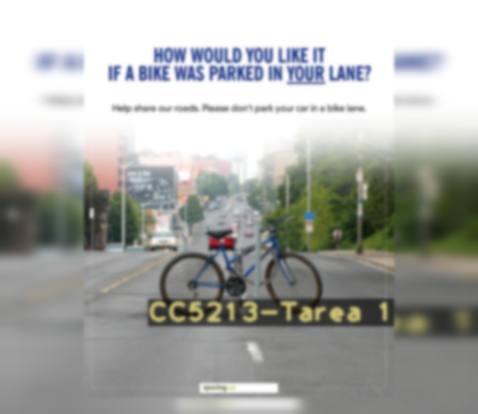 HOW WOULD YOU LIKE IT
IF A BIKE WAS PARKED IN YOUR LANE?
Help share our roads. Please don't park your car in a bike lane.
CC5213-Tarea 1